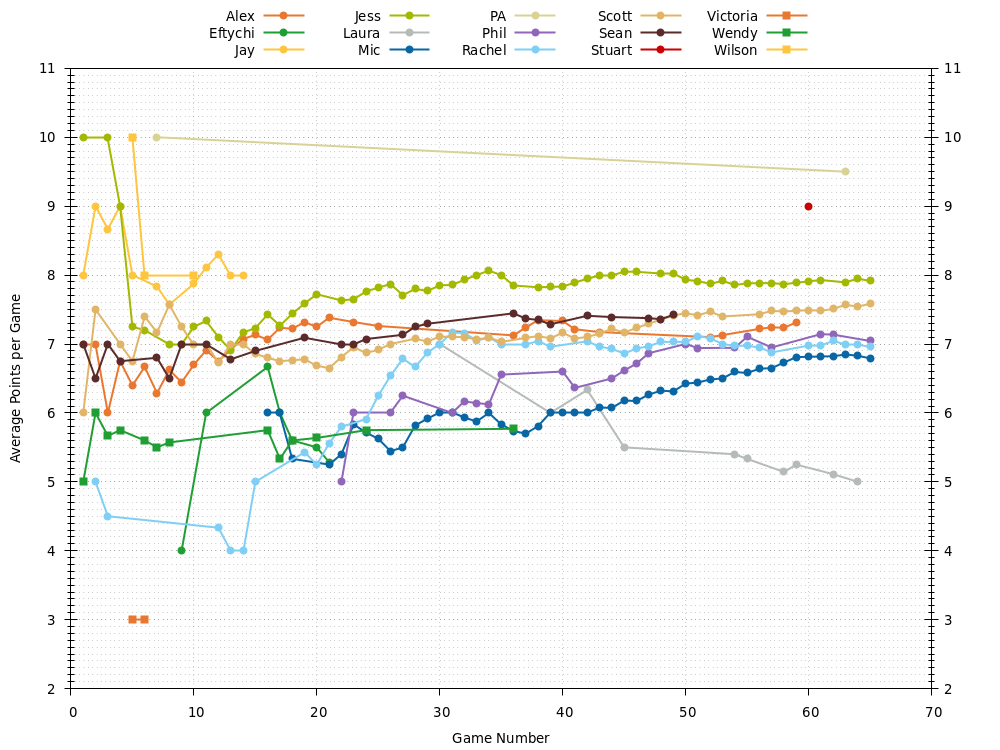 Alex Jess PA Scott Victoria
Eftychi Laura Phil Sean Wendy
Jay Mic Rachel Stuart Wilson
11 11
10 10
9 9
8 8
7 7
6 6
5 5
4 4
3 3
2 2
Average Points per Game
0 10 20 30 40 50 60 70
Game Number